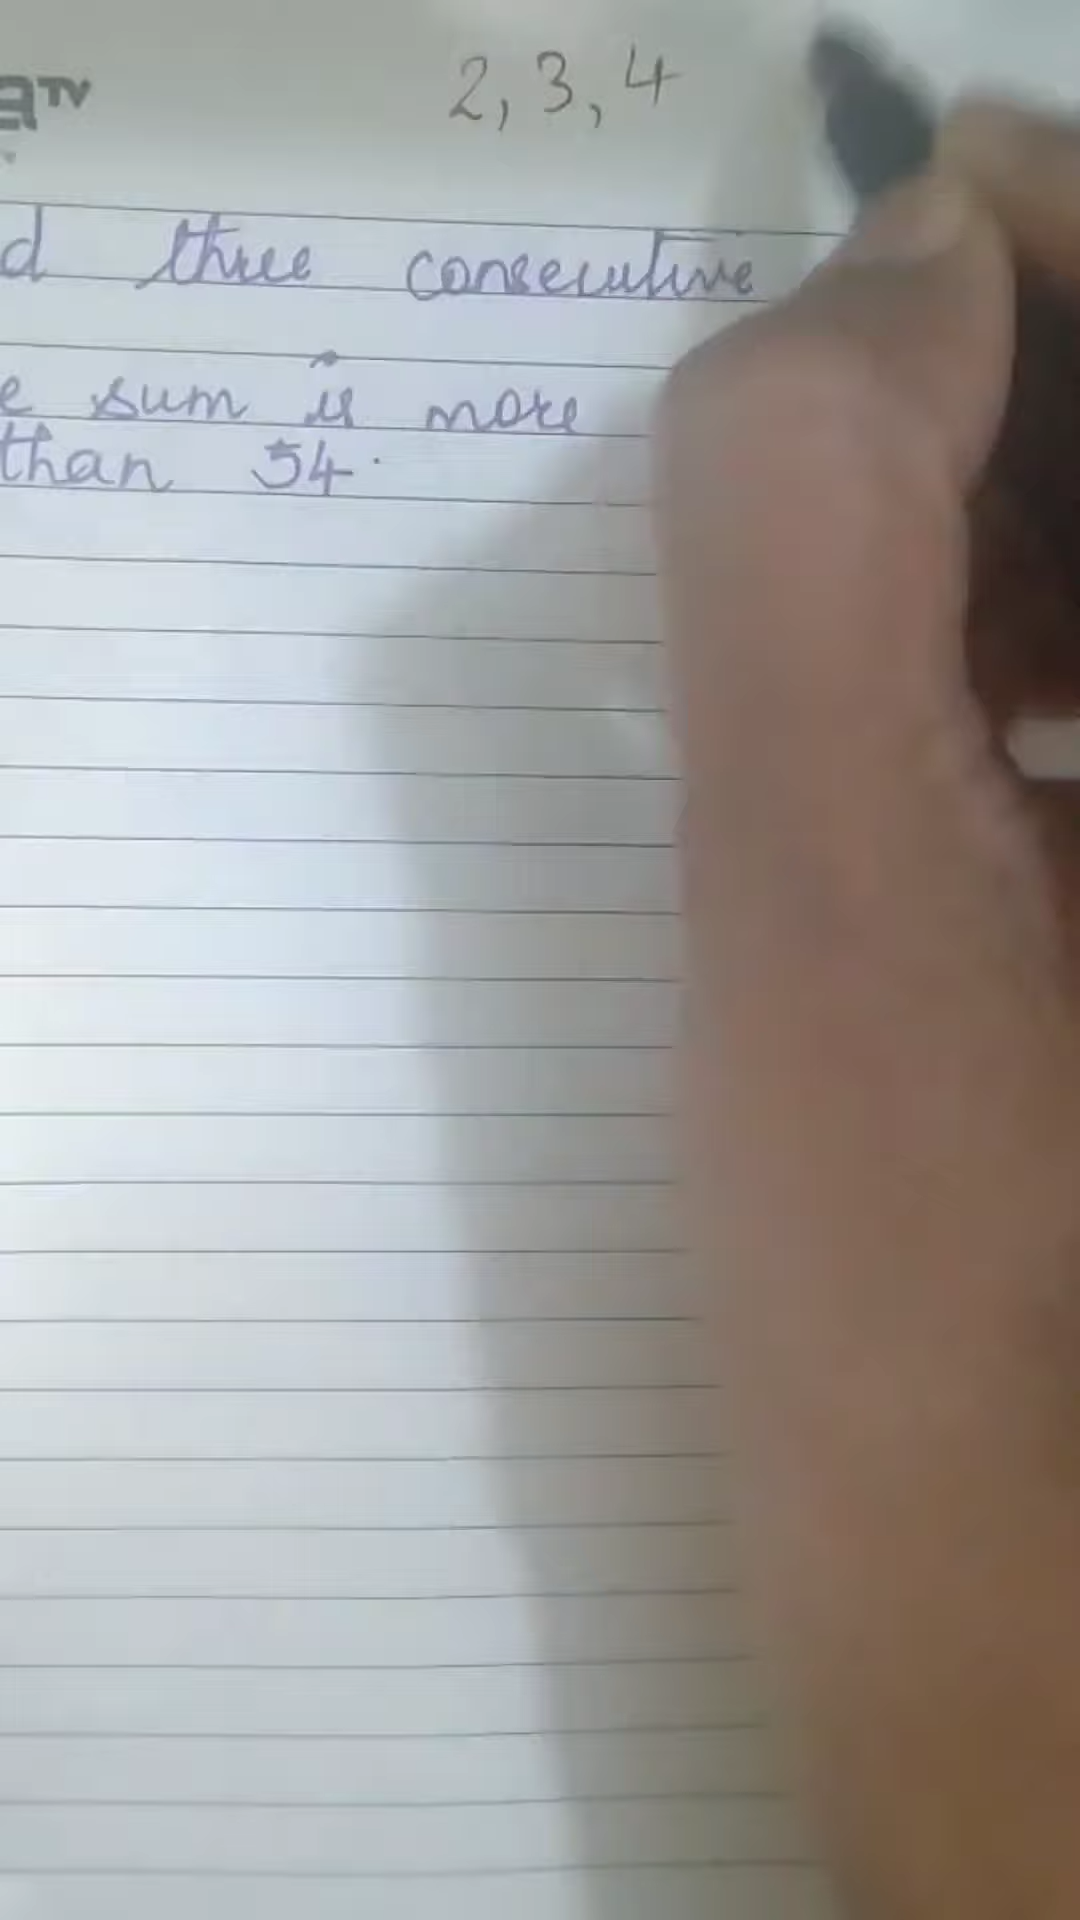 2, 3, 4
d three consecutive
e sum is more
than 54.